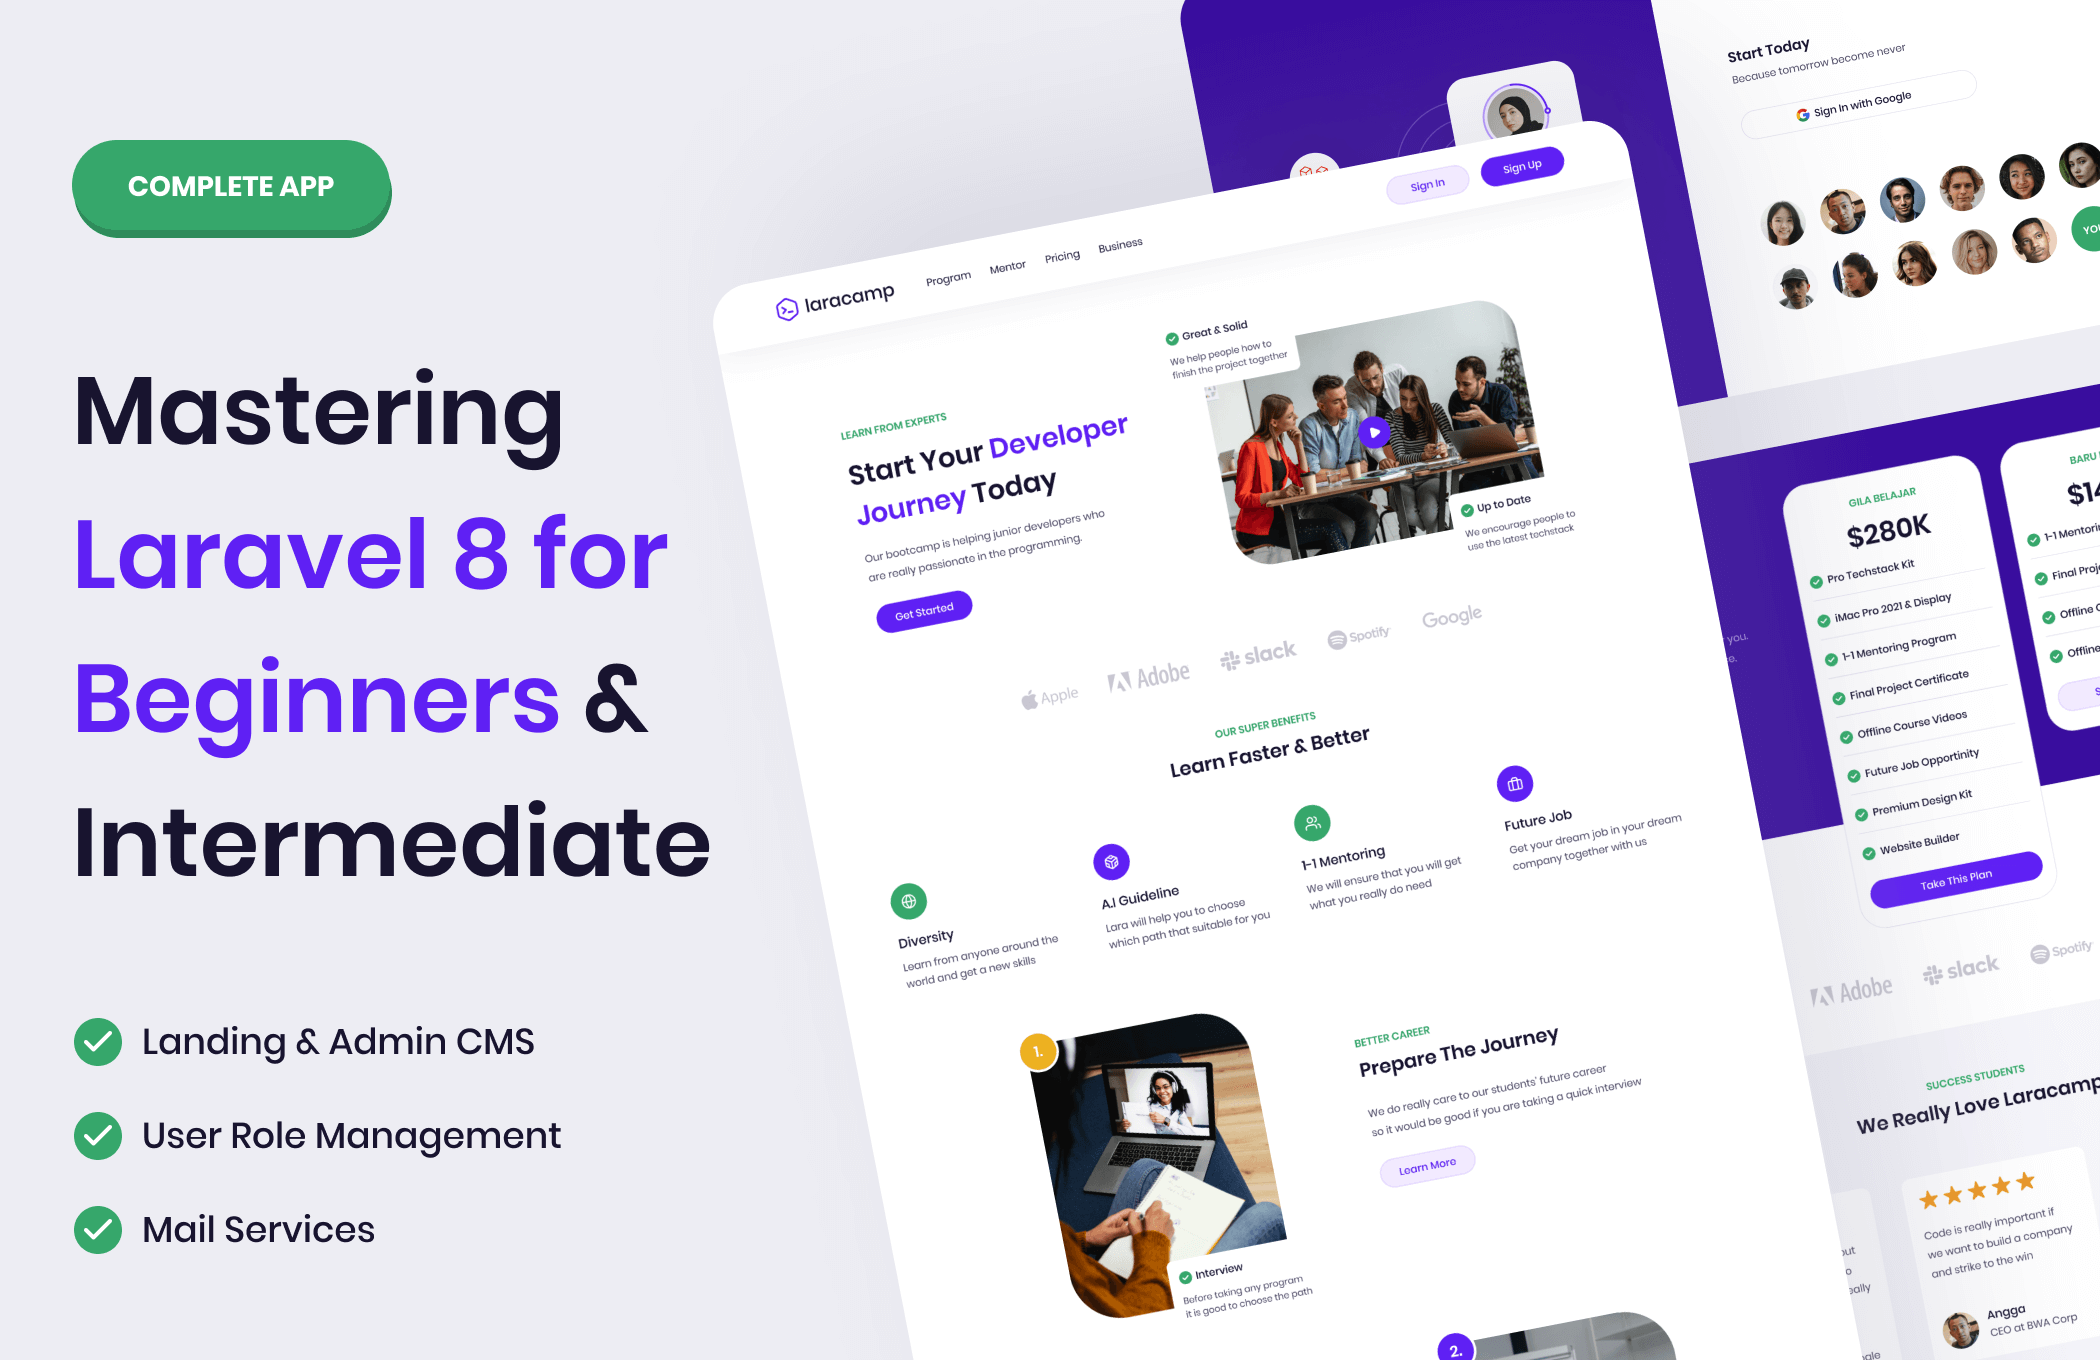 COMPLETE APP
Mastering
Laravel 8 for
Beginners &
Intermediate
Landing & Admin CMS
User Role Management
Mail Services
laracamp
Program
Mentor
Pricing
Business
Sign In
Sign Up
LEARN FROM EXPERTS
Start Your Developer
Journey Today
Our bootcamp is helping junior developers who
are really passionate in the programming.
Get Started
Great & Solid
We help people how to
finish the project together
Up to Date
We encourage people to
use the latest techstack
Apple
Adobe
slack
Spotify
Google
OUR SUPER BENEFITS
Learn Faster & Better
Diversity
Learn from anyone around the
world and get a new skills
A.I Guideline
Lara will help you to choose
which path that suitable for you
1-1 Mentoring
We will ensure that you will get
what you really do need
Future Job
Get your dream job in your dream
company together with us
1.
Interview
Before taking any program
it is good to choose the path
BETTER CAREER
Prepare The Journey
We do really care to our students' future career
so it would be good if you are taking a quick interview
Learn More
2.
Start Today
Because tomorrow become never
Sign In with Google
you.
GILA BELAJAR
$280K
Pro Techstack Kit
iMac Pro 2021 & Display
1-1 Mentoring Program
Final Project Certificate
Offline Course Videos
Future Job Opportinity
Premium Design Kit
Website Builder
Take This Plan
BARU
$14
1-1 Mentorin
Final Proj
Offline C
Offline
Adobe
slack
Spotify
SUCCESS STUDENTS
We Really Love Laracamp
Code is really important if
we want to build a company
and strike to the win
Angga
CEO at BWA Corp